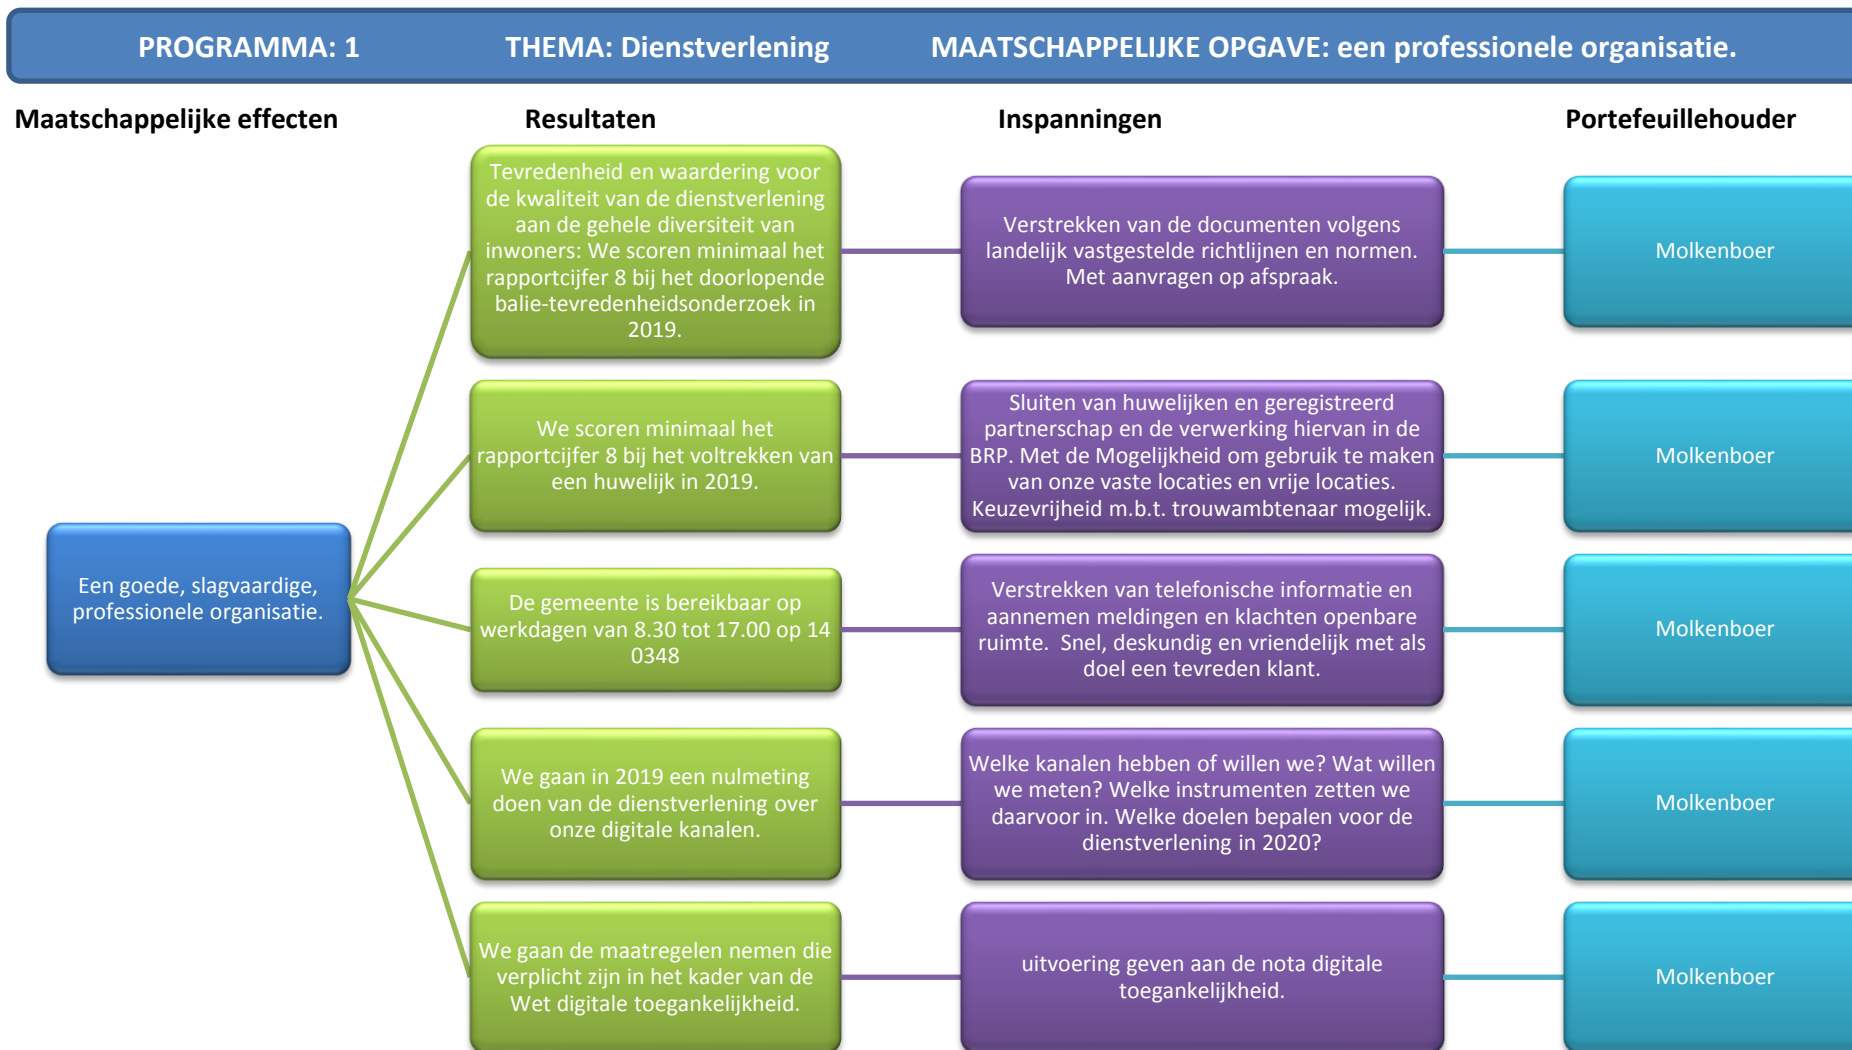 PROGRAMMA: 1 THEMA: Dienstverlening MAATSCHAPPELIJKE OPGAVE: een professionele organisatie.
Maatschappelijke effecten Resultaten Inspanningen Portefeuillehouder
Een goede, slagvaardige,
professionele organisatie.
Tevredenheid en waardering voor
de kwaliteit van de dienstverlening
aan de gehele diversiteit van
inwoners: We scoren minimaal het
rapportcijfer 8 bij het doorlopende
balie-tevredenheidsonderzoek in
2019.
Verstrekken van de documenten volgens
landelijk vastgestelde richtlijnen en normen.
Met aanvragen op afspraak.
Molkenboer
We scoren minimaal het
rapportcijfer 8 bij het voltrekken van
een huwelijk in 2019.
Sluiten van huwelijken en geregistreerd
partnerschap en de verwerking hiervan in de
BRP. Met de Mogelijkheid om gebruik te maken
van onze vaste locaties en vrije locaties.
Keuzevrijheid m.b.t. trouwambtenaar mogelijk.
Molkenboer
De gemeente is bereikbaar op
werkdagen van 8.30 tot 17.00 op 14
0348
Verstrekken van telefonische informatie en
aannemen meldingen en klachten openbare
ruimte.  Snel, deskundig en vriendelijk met als
doel een tevreden klant.
Molkenboer
We gaan in 2019 een nulmeting
doen van de dienstverlening over
onze digitale kanalen.
Welke kanalen hebben of willen we? Wat willen
we meten? Welke instrumenten zetten we
daarvoor in. Welke doelen bepalen voor de
dienstverlening in 2020?
Molkenboer
We gaan de maatregelen nemen die
verplicht zijn in het kader van de
Wet digitale toegankelijkheid.
uitvoering geven aan de nota digitale
toegankelijkheid.
Molkenboer